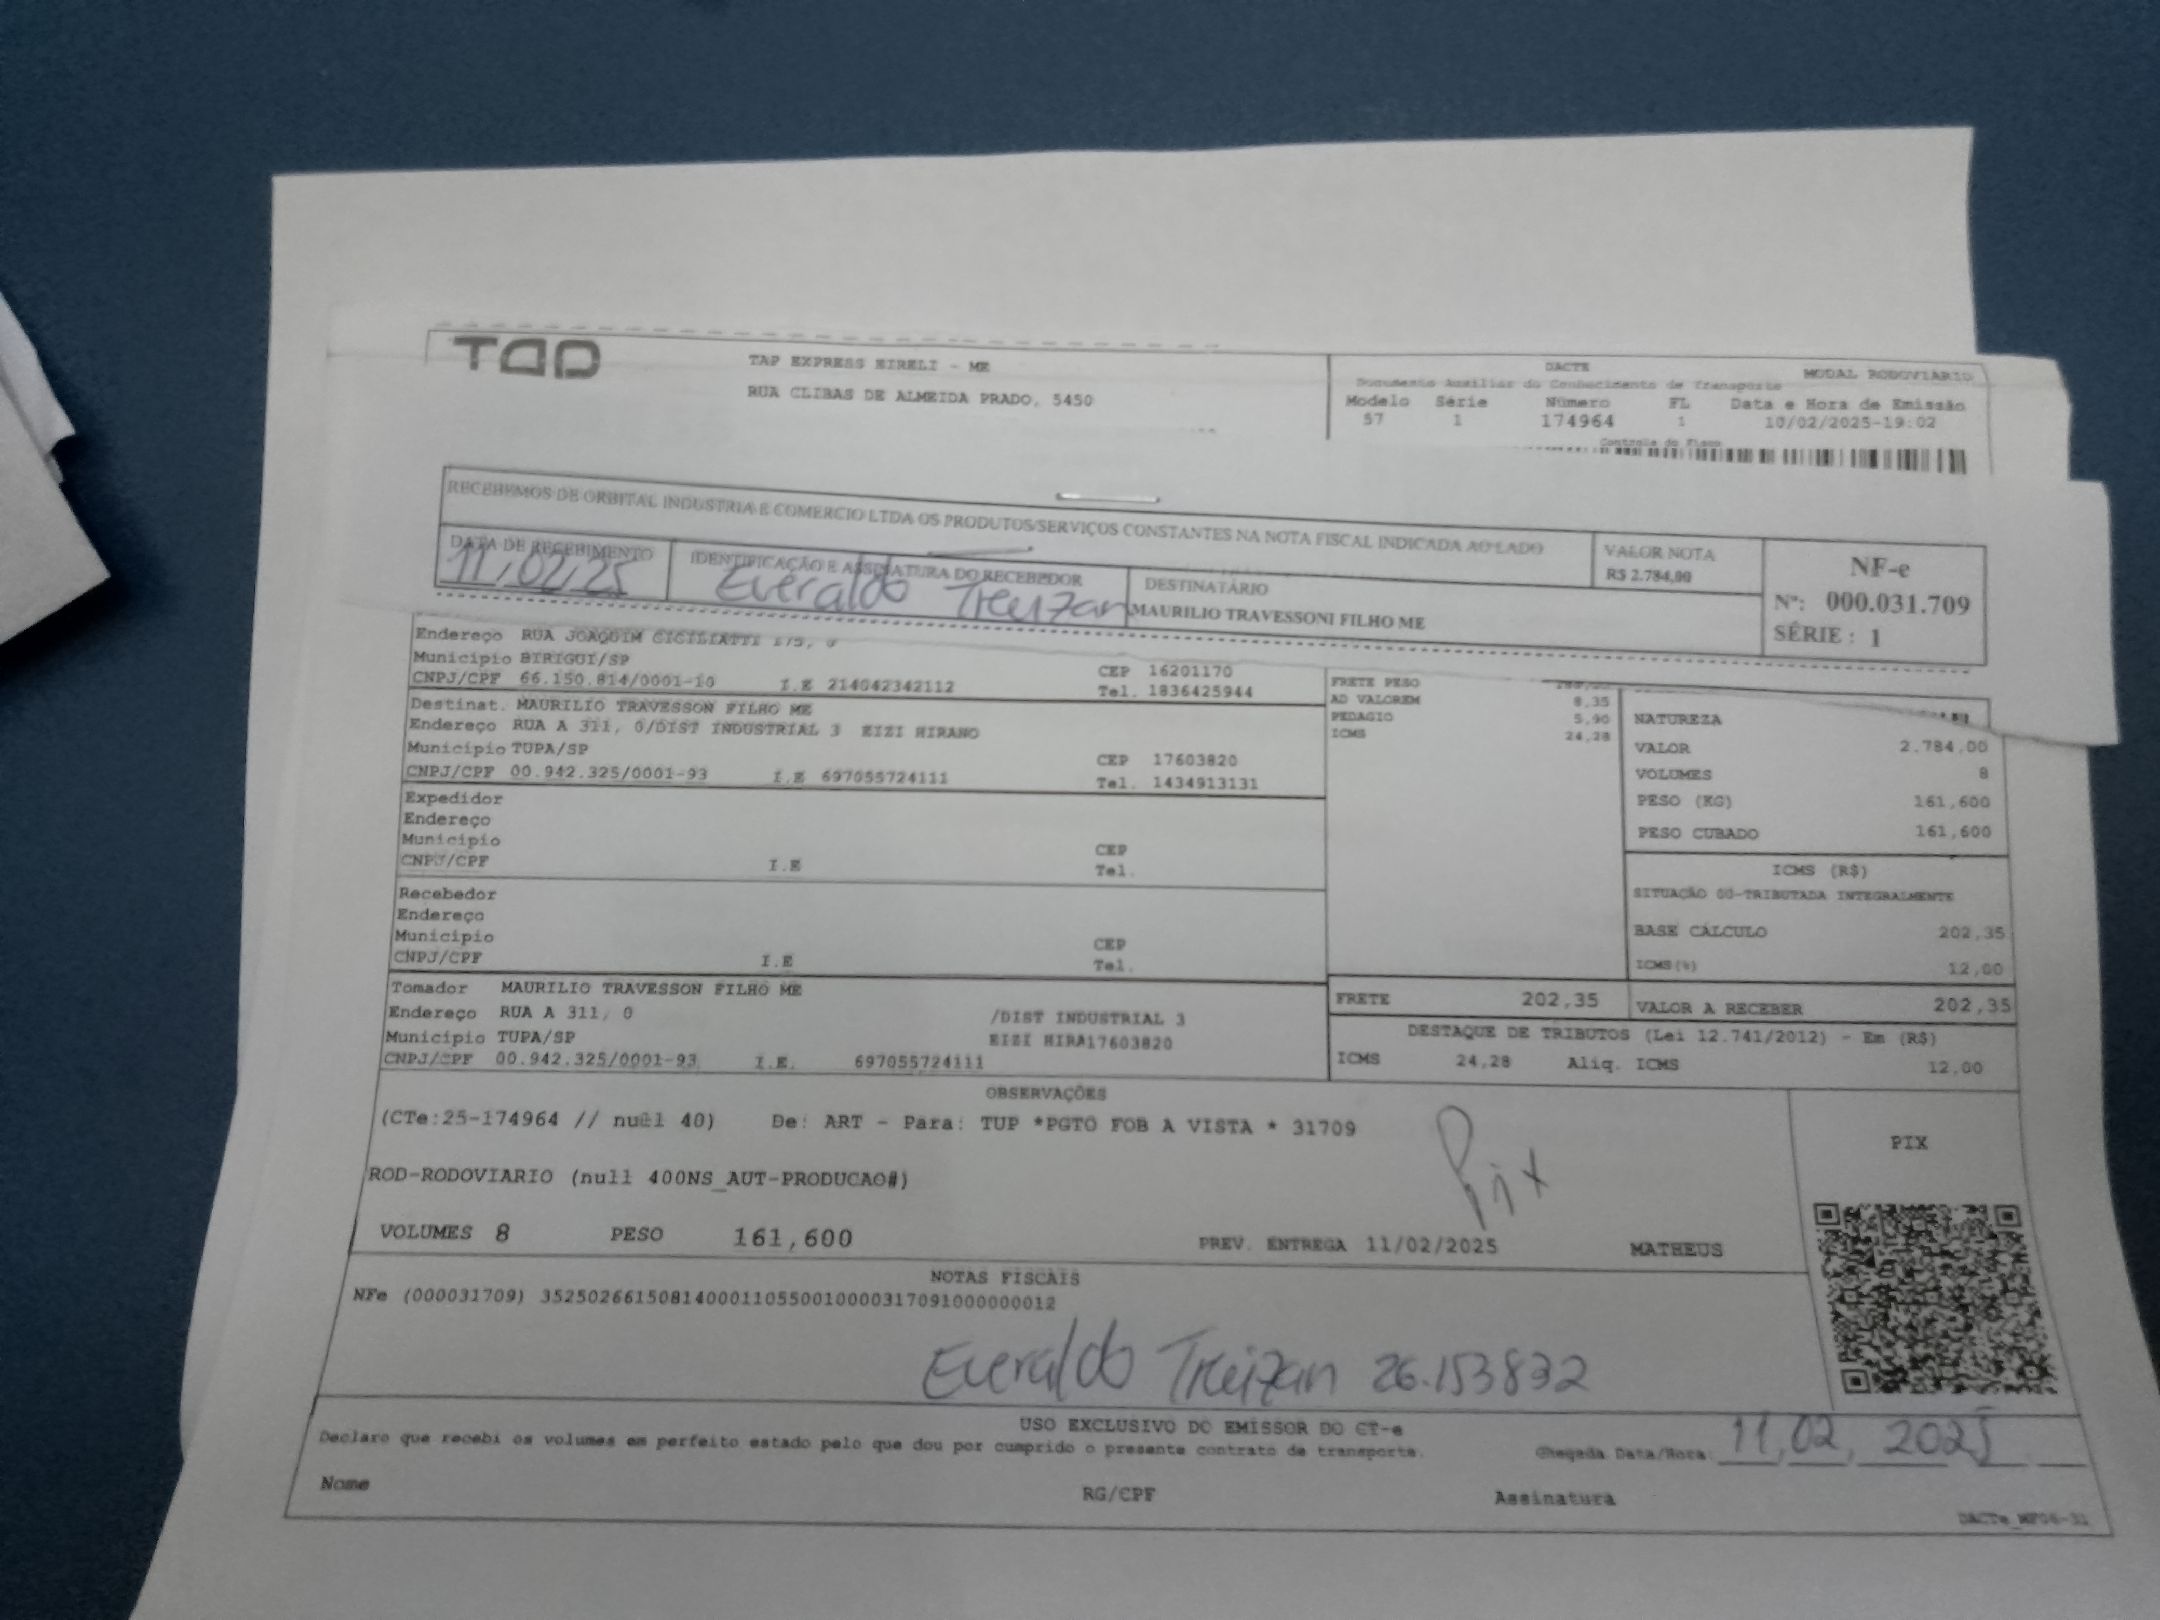 TAP
TAP EXPRESS EIRELI - ME
RUA CLIBAS DE ALMEIDA PRADO, 5450
DACTE
MODAL RODOVIÁRIO
Documento Auxiliar do Conhecimento de Transporte
Modelo Série Número FL Data e Hora de Emissão
57 1 174964 1 10/02/2025-19:02
Controle do Fisco
RECEBEMOS DE ORBITAL INDUSTRIA E COMERCIO LTDA OS PRODUTOS/SERVIÇOS CONSTANTES NA NOTA FISCAL INDICADA AO LADO
VALOR NOTA
R$ 2.784,00
NF-e
Nº: 000.031.709
SÉRIE : 1
DATA DE RECEBIMENTO
11,02,25
IDENTIFICAÇÃO E ASSINATURA DO RECEBEDOR
Everaldo Treizan
DESTINATÁRIO
MAURILIO TRAVESSONI FILHO ME
Endereço RUA JOAQUIM
Município BIRIGUI/SP CEP 16201170
CNPJ/CPF 66.150.814/0001-10 I.E 214042342112 Tel. 1836425944
Destinat. MAURILIO TRAVESSON FILHO ME
Endereço RUA A 311, 0/DIST INDUSTRIAL 3 EIZI HIRANO
Município TUPA/SP CEP 17603820
CNPJ/CPF 00.942.325/0001-93 I.E 697055724111 Tel. 1434913131
Expedidor
Endereço
Município CEP
CNPJ/CPF I.E Tel.
Recebedor
Endereço
Município CEP
CNPJ/CPF I.E Tel.
Tomador MAURILIO TRAVESSON FILHO ME
Endereço RUA A 311, 0 /DIST INDUSTRIAL 3
Município TUPA/SP EIZI HIRA17603820
CNPJ/CPF 00.942.325/0001-93 I.E. 697055724111
FRETE PESO
AD VALOREM 8,35
PEDAGIO 5,90
ICMS 24,28
NATUREZA
VALOR 2.784,00
VOLUMES 8
PESO (KG) 161,600
PESO CUBADO 161,600
ICMS (R$)
SITUAÇÃO 00-TRIBUTADA INTEGRALMENTE
BASE CÁLCULO 202,35
ICMS(%) 12,00
FRETE 202,35 VALOR A RECEBER 202,35
DESTAQUE DE TRIBUTOS (Lei 12.741/2012) - Em (R$)
ICMS 24,28 Aliq. ICMS 12,00
OBSERVAÇÕES
(CTe:25-174964 // null 40) De: ART - Para: TUP *PGTO FOB A VISTA * 31709
Pix
PIX
ROD-RODOVIARIO (null 400NS_AUT-PRODUCAO#)
VOLUMES 8 PESO 161,600 PREV. ENTREGA 11/02/2025 MATHEUS
NOTAS FISCAIS
NFe (000031709) 35250266150814000110550010000317091000000012
Everaldo Treizan 26.153832
USO EXCLUSIVO DO EMISSOR DO CT-e
Declaro que recebi os volumes em perfeito estado pelo que dou por cumprido o presente contrato de transporte.
Chegada Data/Hora: 11,02, 2025
Nome RG/CPF Assinatura